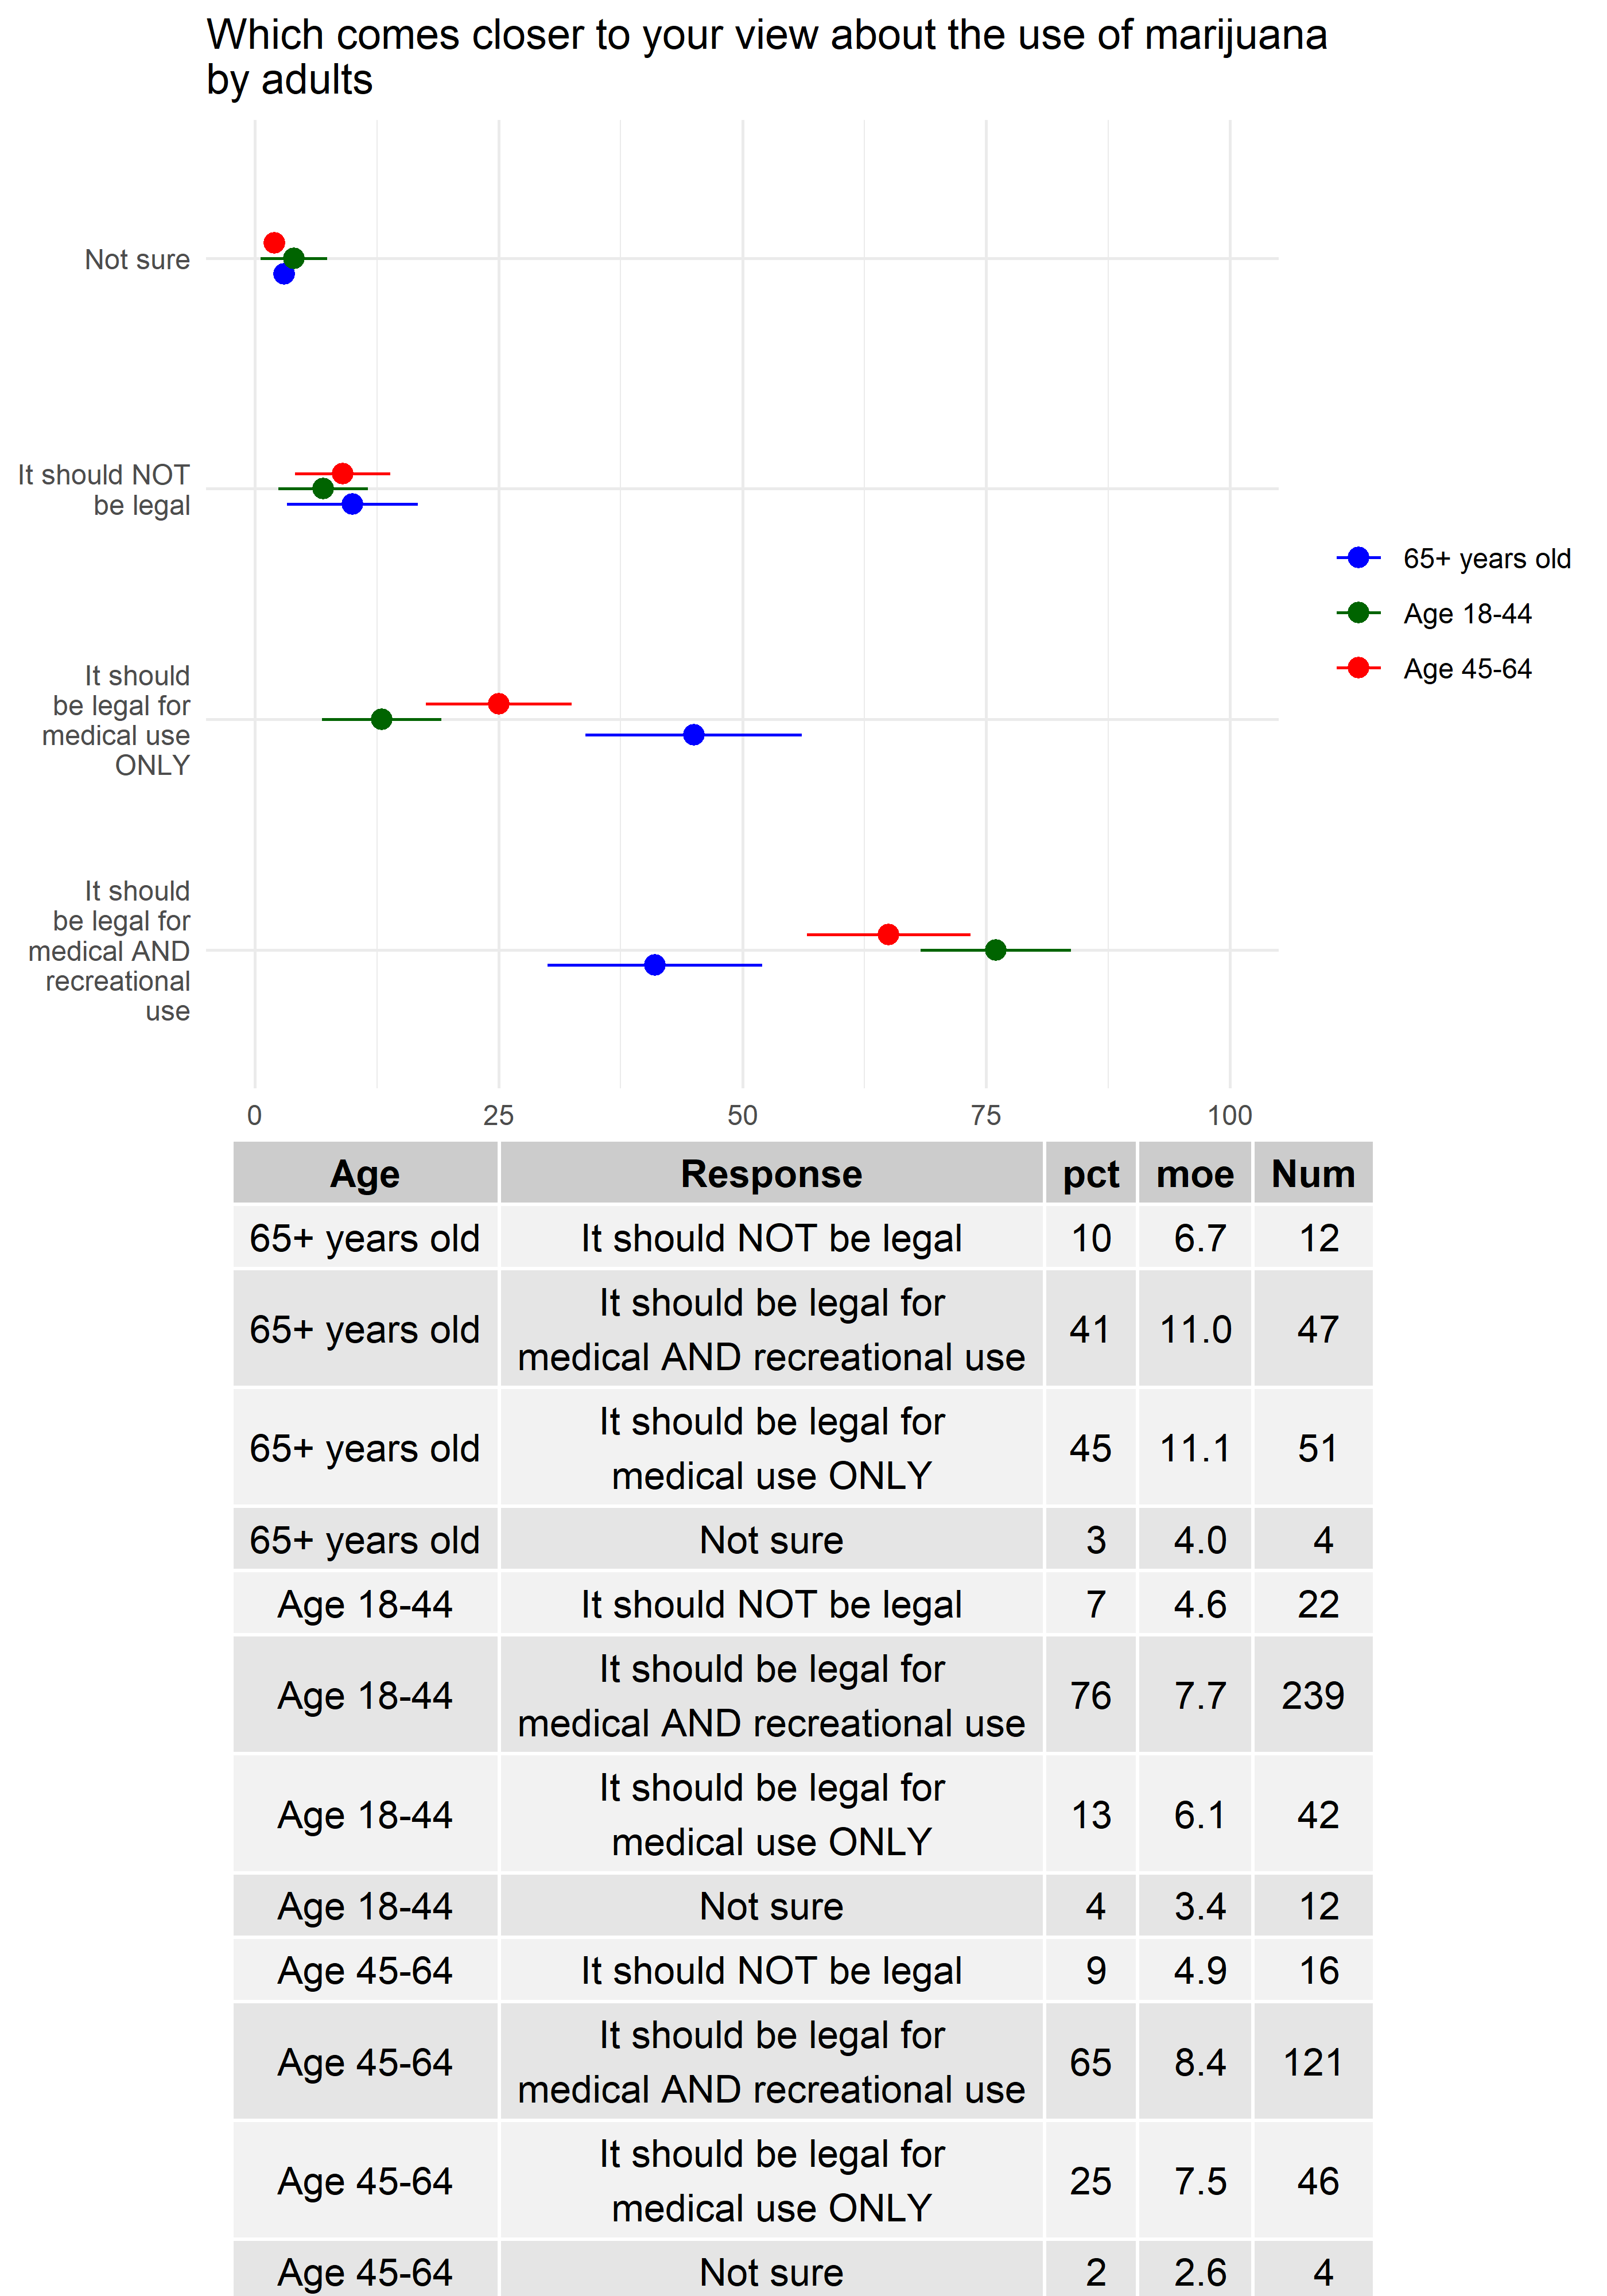 Which comes closer to your view about the use of marijuana
by adults
Not sure
It should NOT
be legal
It should
be legal for
medical use
ONLY
It should
be legal for
medical AND
recreational
use
0 25 50 75 100
65+ years old
Age 18-44
Age 45-64
Age Response pct moe Num
65+ years old It should NOT be legal 10 6.7 12
65+ years old It should be legal for
medical AND recreational use 41 11.0 47
65+ years old It should be legal for
medical use ONLY 45 11.1 51
65+ years old Not sure 3 4.0 4
Age 18-44 It should NOT be legal 7 4.6 22
Age 18-44 It should be legal for
medical AND recreational use 76 7.7 239
Age 18-44 It should be legal for
medical use ONLY 13 6.1 42
Age 18-44 Not sure 4 3.4 12
Age 45-64 It should NOT be legal 9 4.9 16
Age 45-64 It should be legal for
medical AND recreational use 65 8.4 121
Age 45-64 It should be legal for
medical use ONLY 25 7.5 46
Age 45-64 Not sure 2 2.6 4